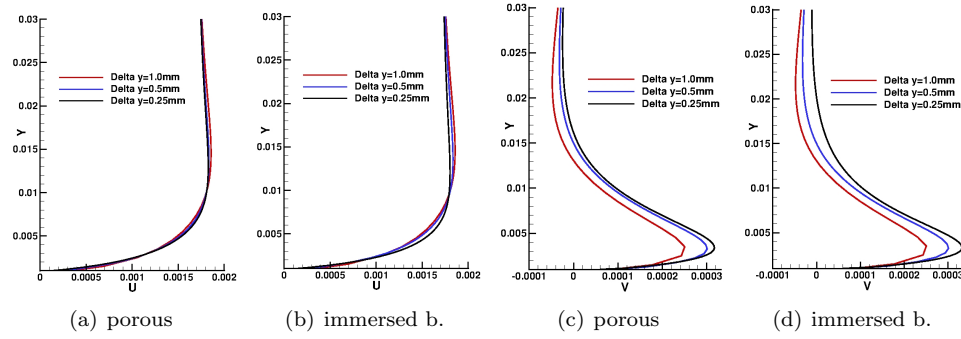 0.03
0.025
0.02
0.015
0.01
0.005
Y
Delta y=1.0mm
Delta y=0.5mm
Delta y=0.25mm
0 0.0005 0.001 0.0015 0.002
U
(a) porous
0.03
0.025
0.02
0.015
0.01
0.005
Y
Delta y=1.0mm
Delta y=0.5mm
Delta y=0.25mm
0 0.0005 0.001 0.0015 0.002
U
(b) immersed b.
0.03
0.025
0.02
0.015
0.01
0.005
Y
Delta y=1.0mm
Delta y=0.5mm
Delta y=0.25mm
-0.0001 0 0.0001 0.0002 0.0003
V
(c) porous
0.03
0.025
0.02
0.015
0.01
0.005
Y
Delta y=1.0mm
Delta y=0.5mm
Delta y=0.25mm
-0.0001 0 0.0001 0.0002 0.0003
V
(d) immersed b.